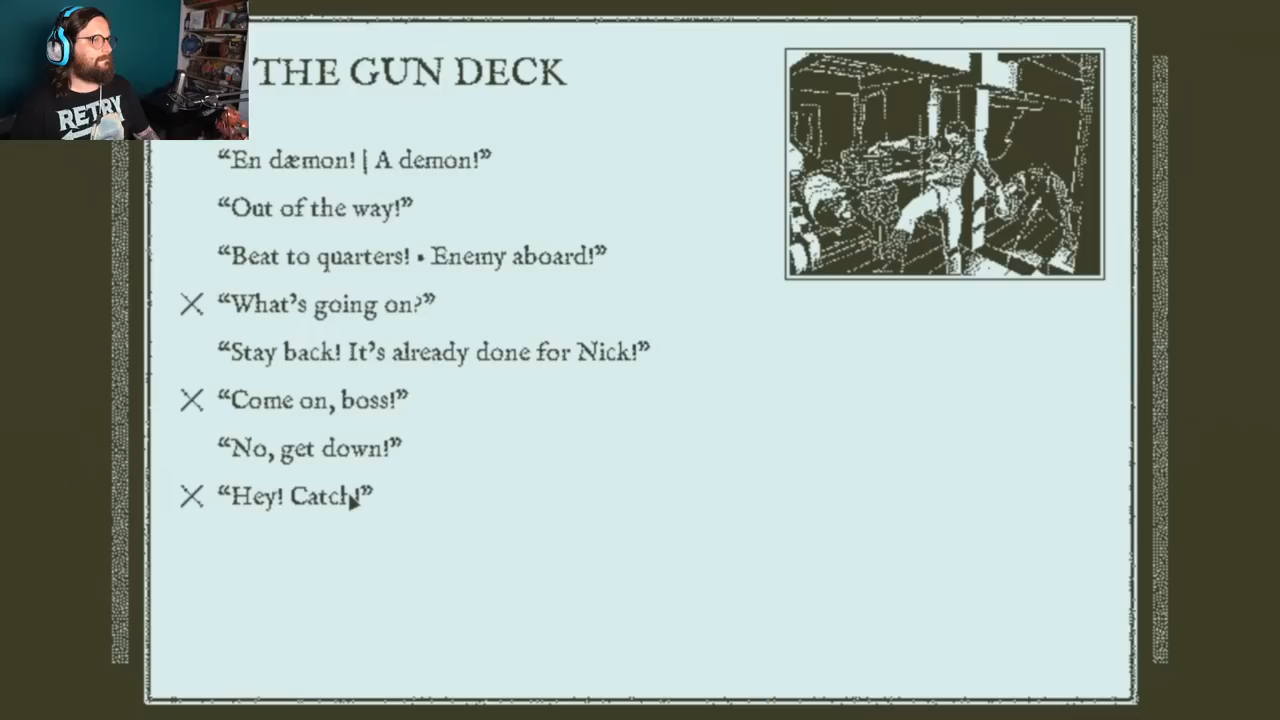 RETRY
THE GUN DECK
“En dæmon! | A demon!”
“Out of the way!”
“Beat to quarters! • Enemy aboard!”
“What’s going on?”
“Stay back! It’s already done for Nick!”
“Come on, boss!”
“No, get down!”
“Hey! Catch!”